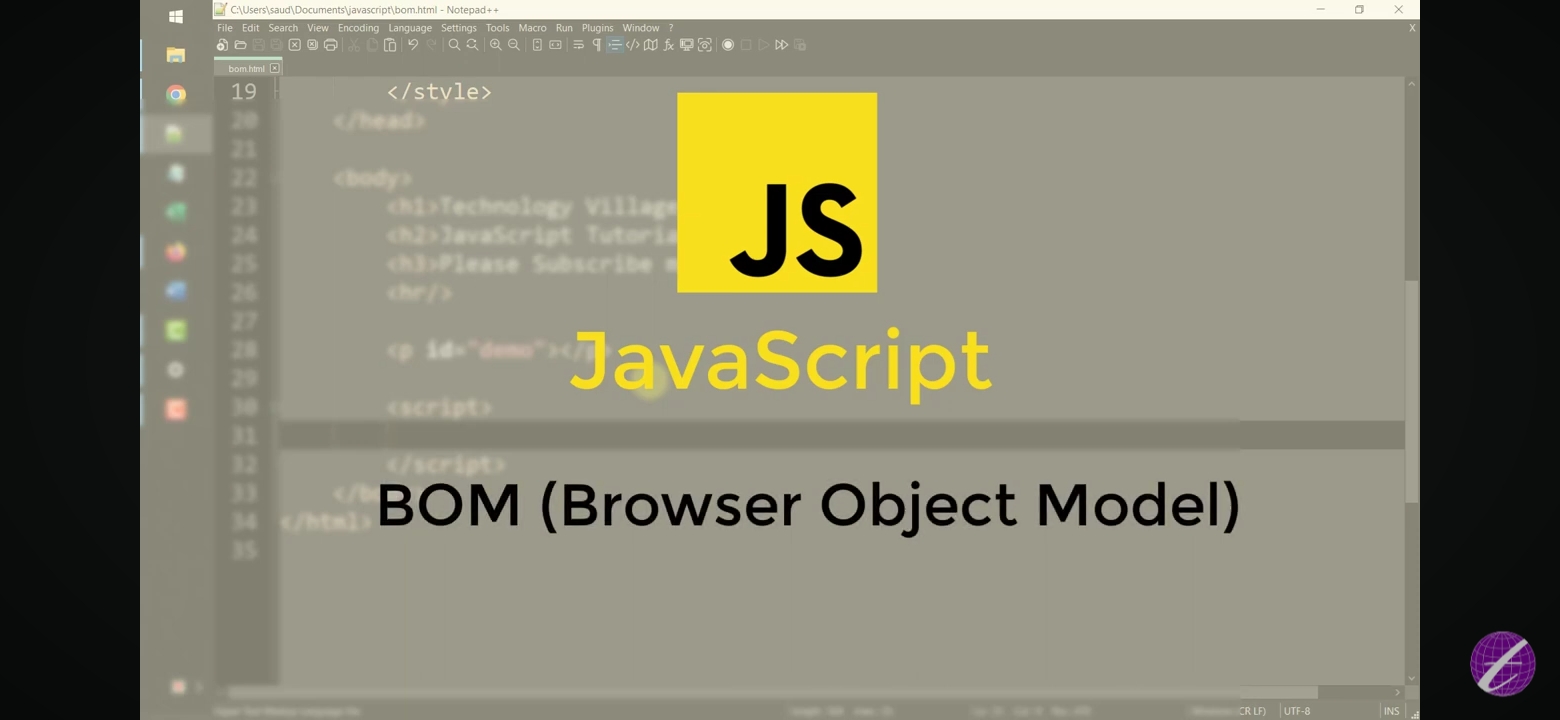 C:\Users\saud\Documents\javascript\bom.html - Notepad++
File Edit Search View Encoding Language Settings Tools Macro Run Plugins Window ? X
bom.html
19 </style>
20 </head>
21
22 <body>
23 <h1>Technology Village
24 <h2>JavaScript Tutoria
25 <h3>Please Subscribe m
26 <hr/>
27
28 <p id="demo"></p>
29
30 <script>
31
32 </script>
33
34 </html>
35
JS
JavaScript
BOM (Browser Object Model)
CR LF) UTF-8 INS